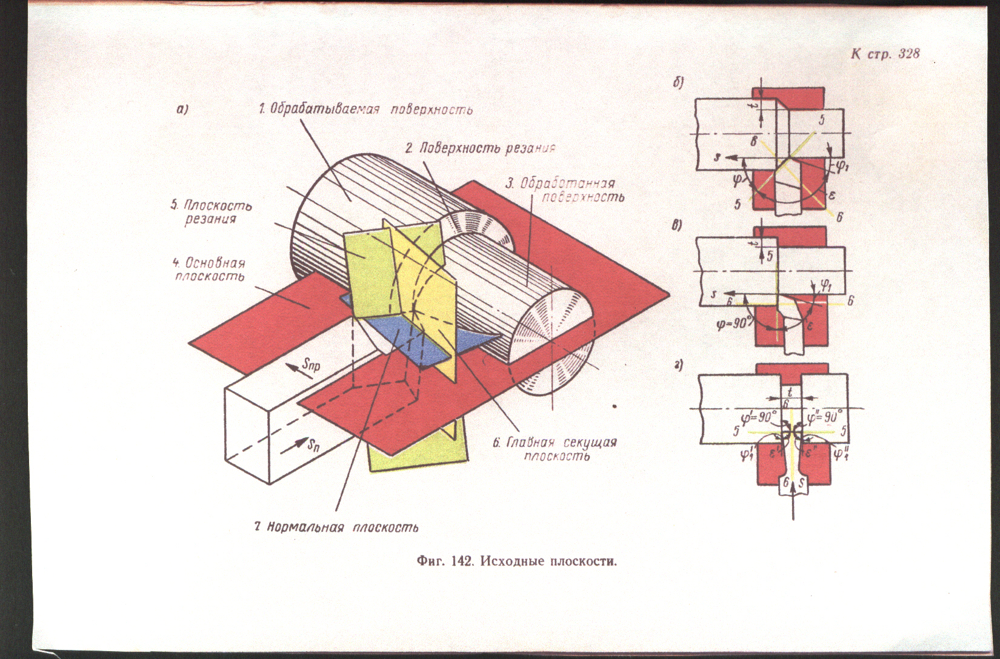 К стр. 328
а)
1. Обрабатываемая поверхность
2. Поверхность резания
3. Обработанная
поверхность
5. Плоскость
резания
4. Основная
плоскость
Sпр
Sп
6. Главная секущая
плоскость
7 Нормальная плоскость
б)
t
5
в
s
φ
φ₁
ε
5
6
в)
t
5
s
6
φ₁
6
φ=90°
ε
г)
t
6
φ'=90°
φ"=90°
5
5
φ₁'
ε'
ε"
φ₁"
6
S
Фиг. 142. Исходные плоскости.